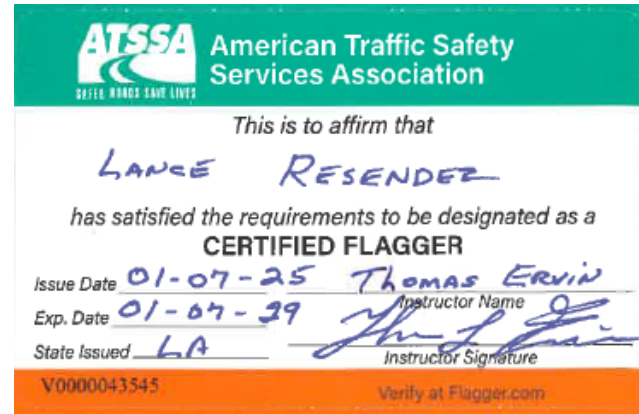 ATSSA
SAFER ROADS SAVE LIVES
American Traffic Safety
Services Association
This is to affirm that
LANCE RESENDEZ
has satisfied the requirements to be designated as a
CERTIFIED FLAGGER
Issue Date 01-07-25 THOMAS ERVIN
Instructor Name
Exp. Date 01-07-29
State Issued LA
Instructor Signature
V0000043545 Verify at Flagger.com